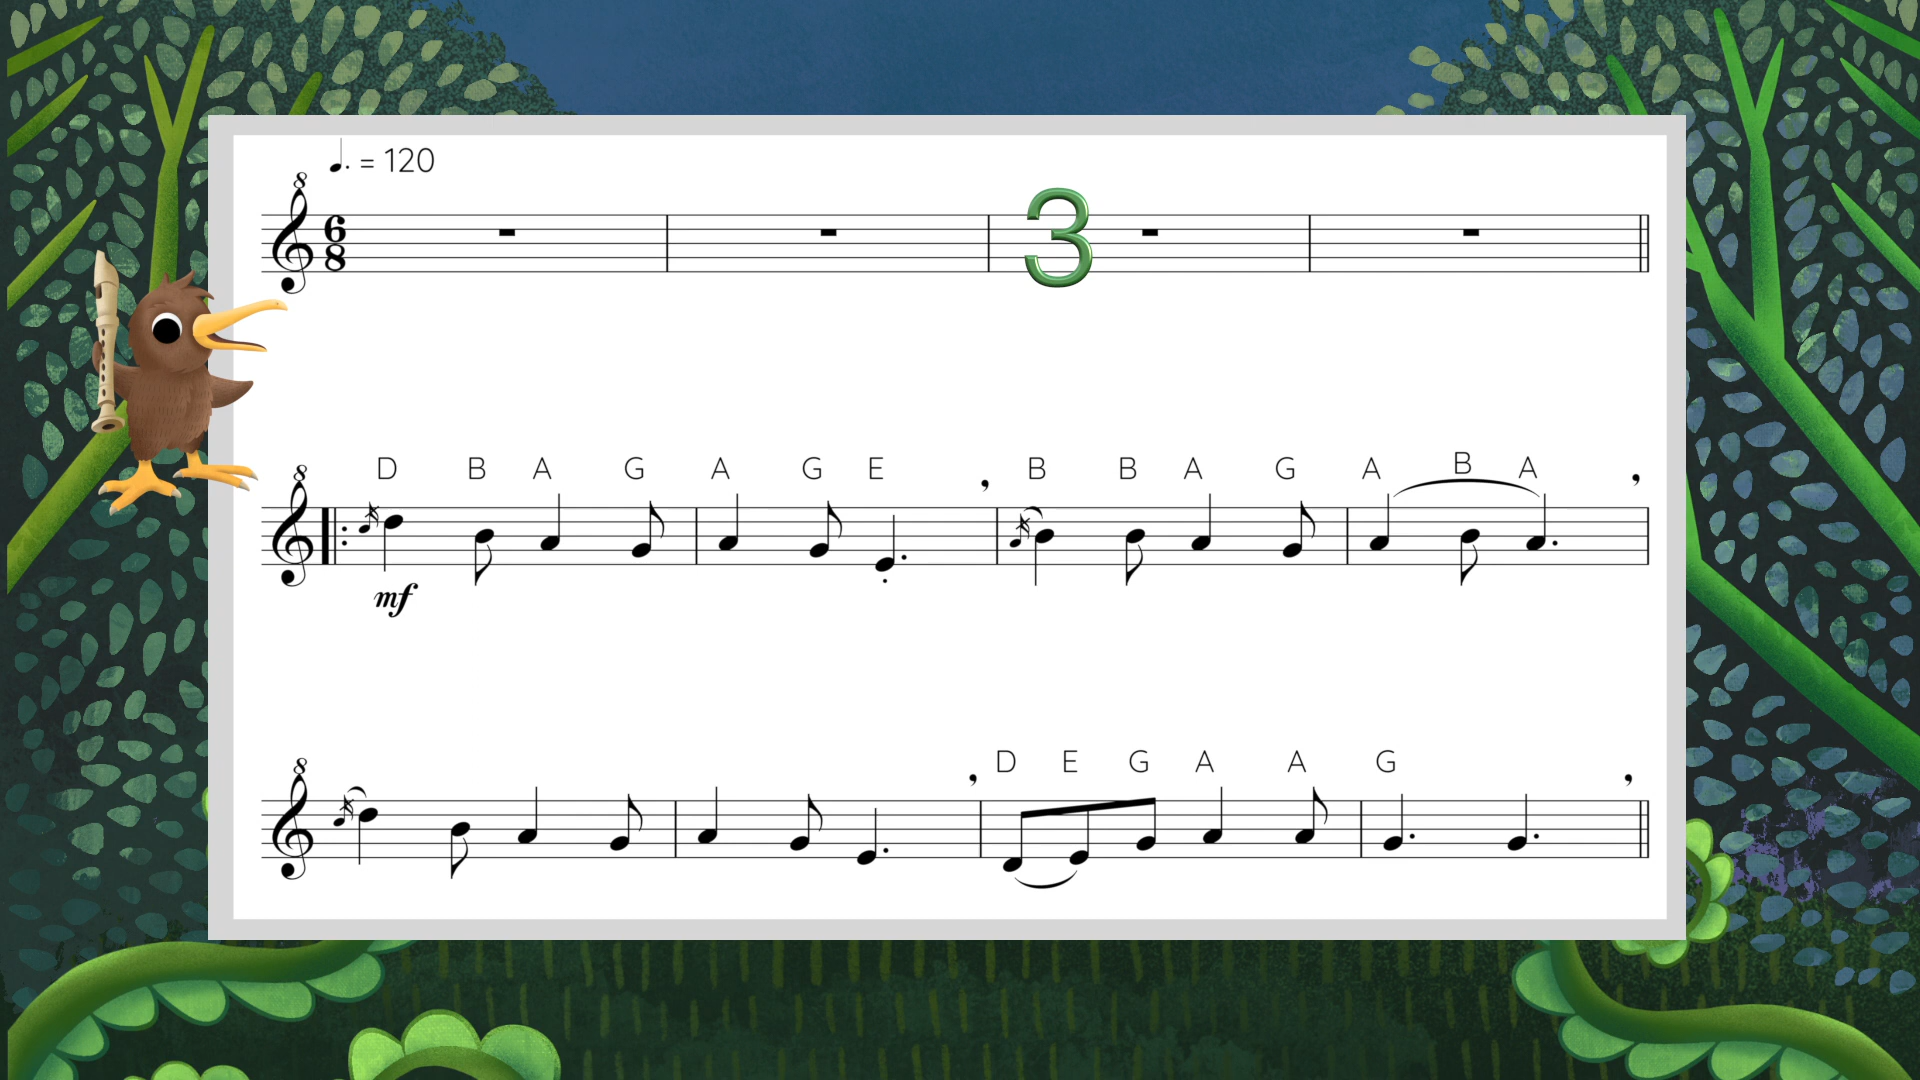 ♩. = 120
8
6
8
3
D B A G A G E B B A G A B A
8
mf
D E G A A G
8